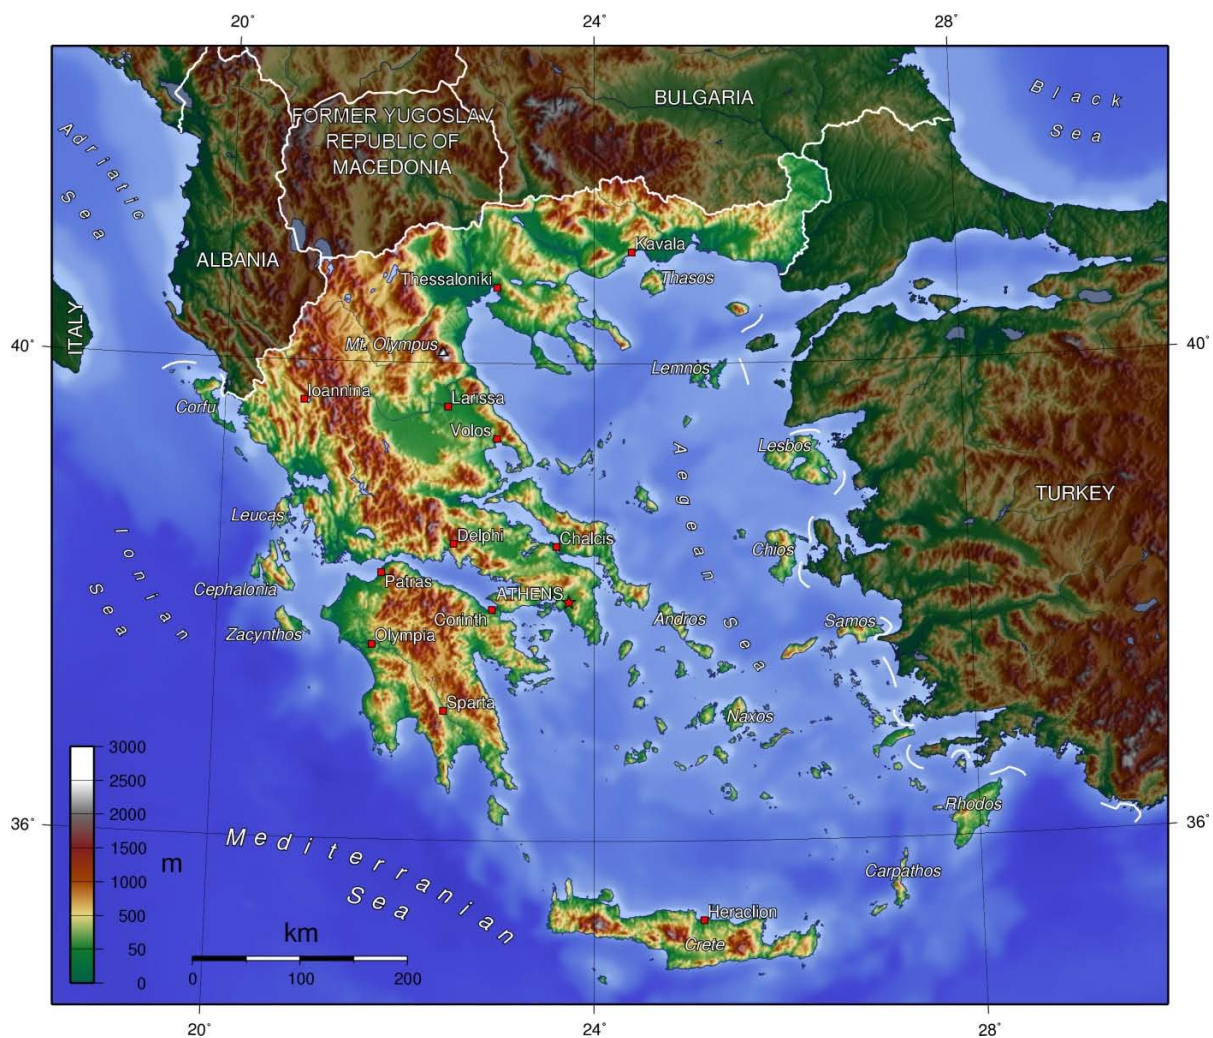 20°
24°
28°
BULGARIA
Black
Sea
FORMER YUGOSLAV
REPUBLIC OF
MACEDONIA
Adriatic
Sea
ALBANIA
Kavala
Thessaloniki
Thasos
ITALY
40°
40°
Mt. Olympus
Lemnos
Ioannina
Larissa
Corfu
Volos
Aegean
Sea
Lesbos
TURKEY
Leucas
Delphi
Chalcis
Chios
Ionian
Sea
Cephalonia
Patras
ATHENS
Corinth
Andros
Samos
Zacynthos
Olympia
Sparta
Naxos
Rhodos
36°
36°
Mediterranian
Sea
Carpathos
Heraclion
Crete
3000
2500
2000
1500
1000
500
50
0
m
km
0
100
200
20°
24°
28°